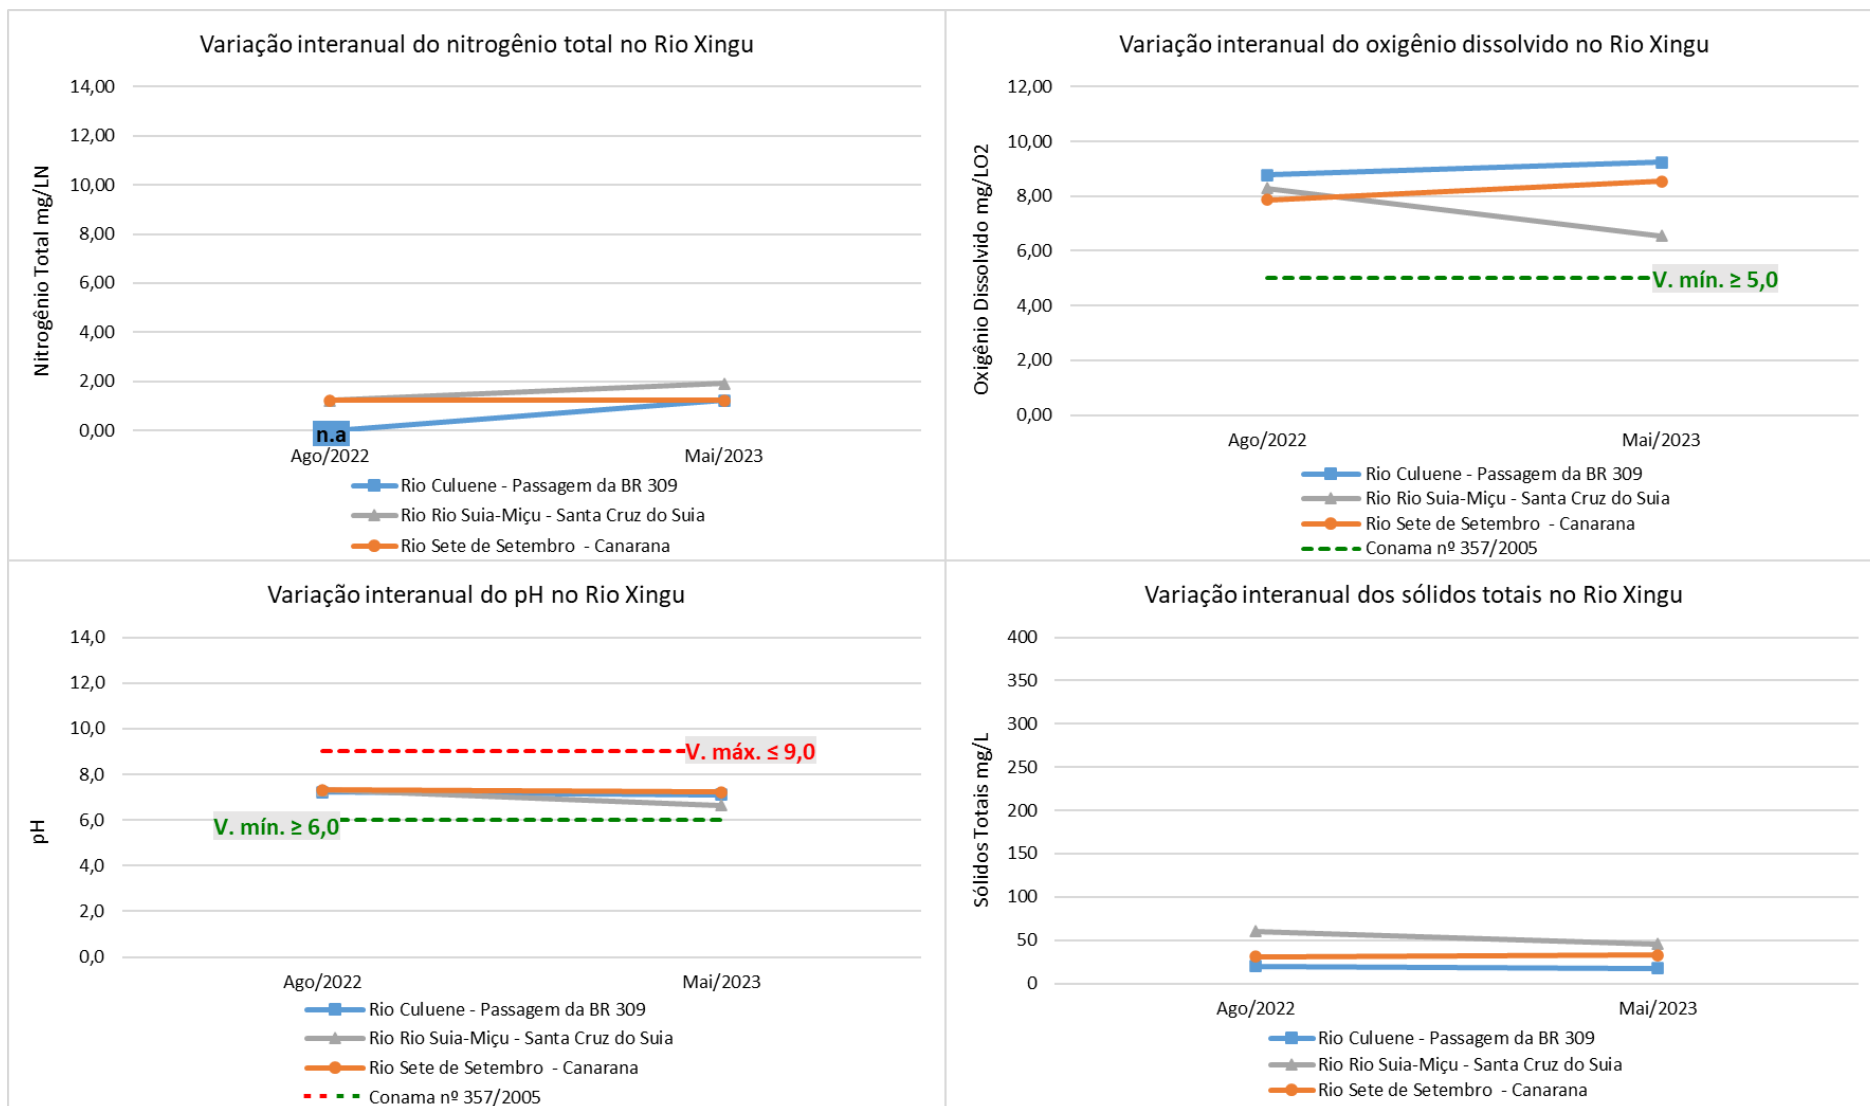 Variação interanual do nitrogênio total no Rio Xingu
Nitrogênio Total mg/LN
14,00
12,00
10,00
8,00
6,00
4,00
2,00
0,00
n.a
Ago/2022
Mai/2023
Rio Culuene - Passagem da BR 309
Rio Rio Suia-Miçu - Santa Cruz do Suia
Rio Sete de Setembro - Canarana
Variação interanual do oxigênio dissolvido no Rio Xingu
Oxigênio Dissolvido mg/LO2
12,00
10,00
8,00
6,00
4,00
2,00
0,00
V. mín. ≥ 5,0
Ago/2022
Mai/2023
Rio Culuene - Passagem da BR 309
Rio Rio Suia-Miçu - Santa Cruz do Suia
Rio Sete de Setembro - Canarana
Conama nº 357/2005
Variação interanual do pH no Rio Xingu
pH
14,0
12,0
10,0
8,0
6,0
4,0
2,0
0,0
V. máx. ≤ 9,0
V. mín. ≥ 6,0
Ago/2022
Mai/2023
Rio Culuene - Passagem da BR 309
Rio Rio Suia-Miçu - Santa Cruz do Suia
Rio Sete de Setembro - Canarana
Conama nº 357/2005
Variação interanual dos sólidos totais no Rio Xingu
Sólidos Totais mg/L
400
350
300
250
200
150
100
50
0
Ago/2022
Mai/2023
Rio Culuene - Passagem da BR 309
Rio Rio Suia-Miçu - Santa Cruz do Suia
Rio Sete de Setembro - Canarana